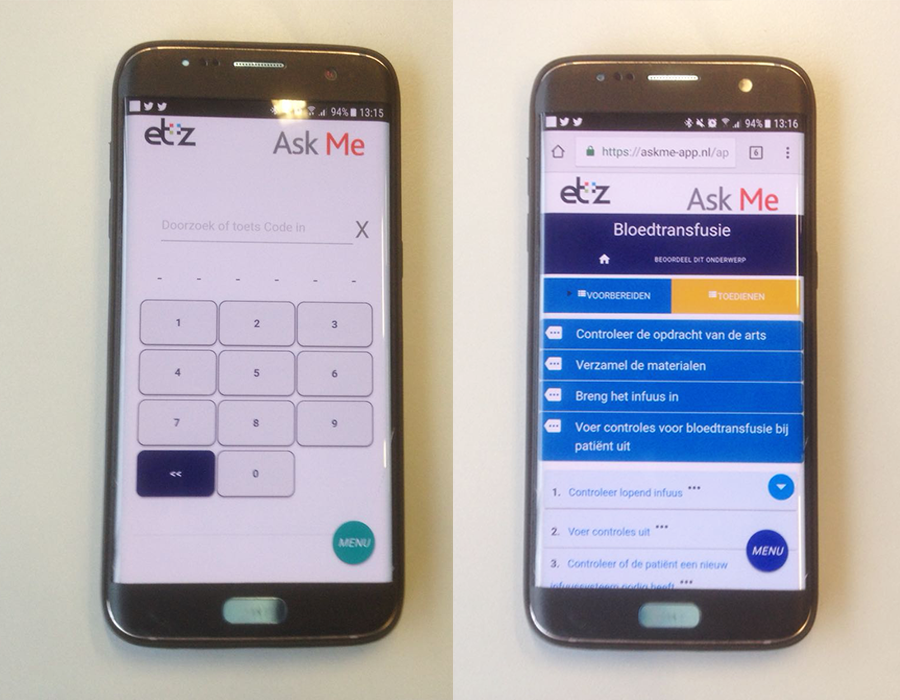 94% 13:15
etz
Ask Me
Doorzoek of toets Code in X
- - - - - -
1 2 3
4 5 6
7 8 9
<< 0
MENU
94% 13:16
https://askme-app.nl/ap 6
etz
Ask Me
Bloedtransfusie
BEOORDEEL DIT ONDERWERP
VOORBEREIDEN TOEDIENEN
Controleer de opdracht van de arts
Verzamel de materialen
Breng het infuus in
Voer controles voor bloedtransfusie bij
patiënt uit
1. Controleer lopend infuus ...
2. Voer controles uit ...
MENU
3. Controleer of de patiënt een nieuw
infuussysteem nodig heeft ...